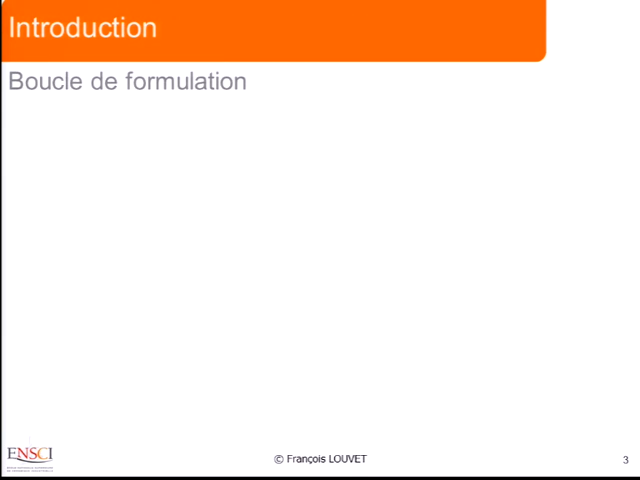 Introduction
Boucle de formulation
ENSCI
© François LOUVET
3